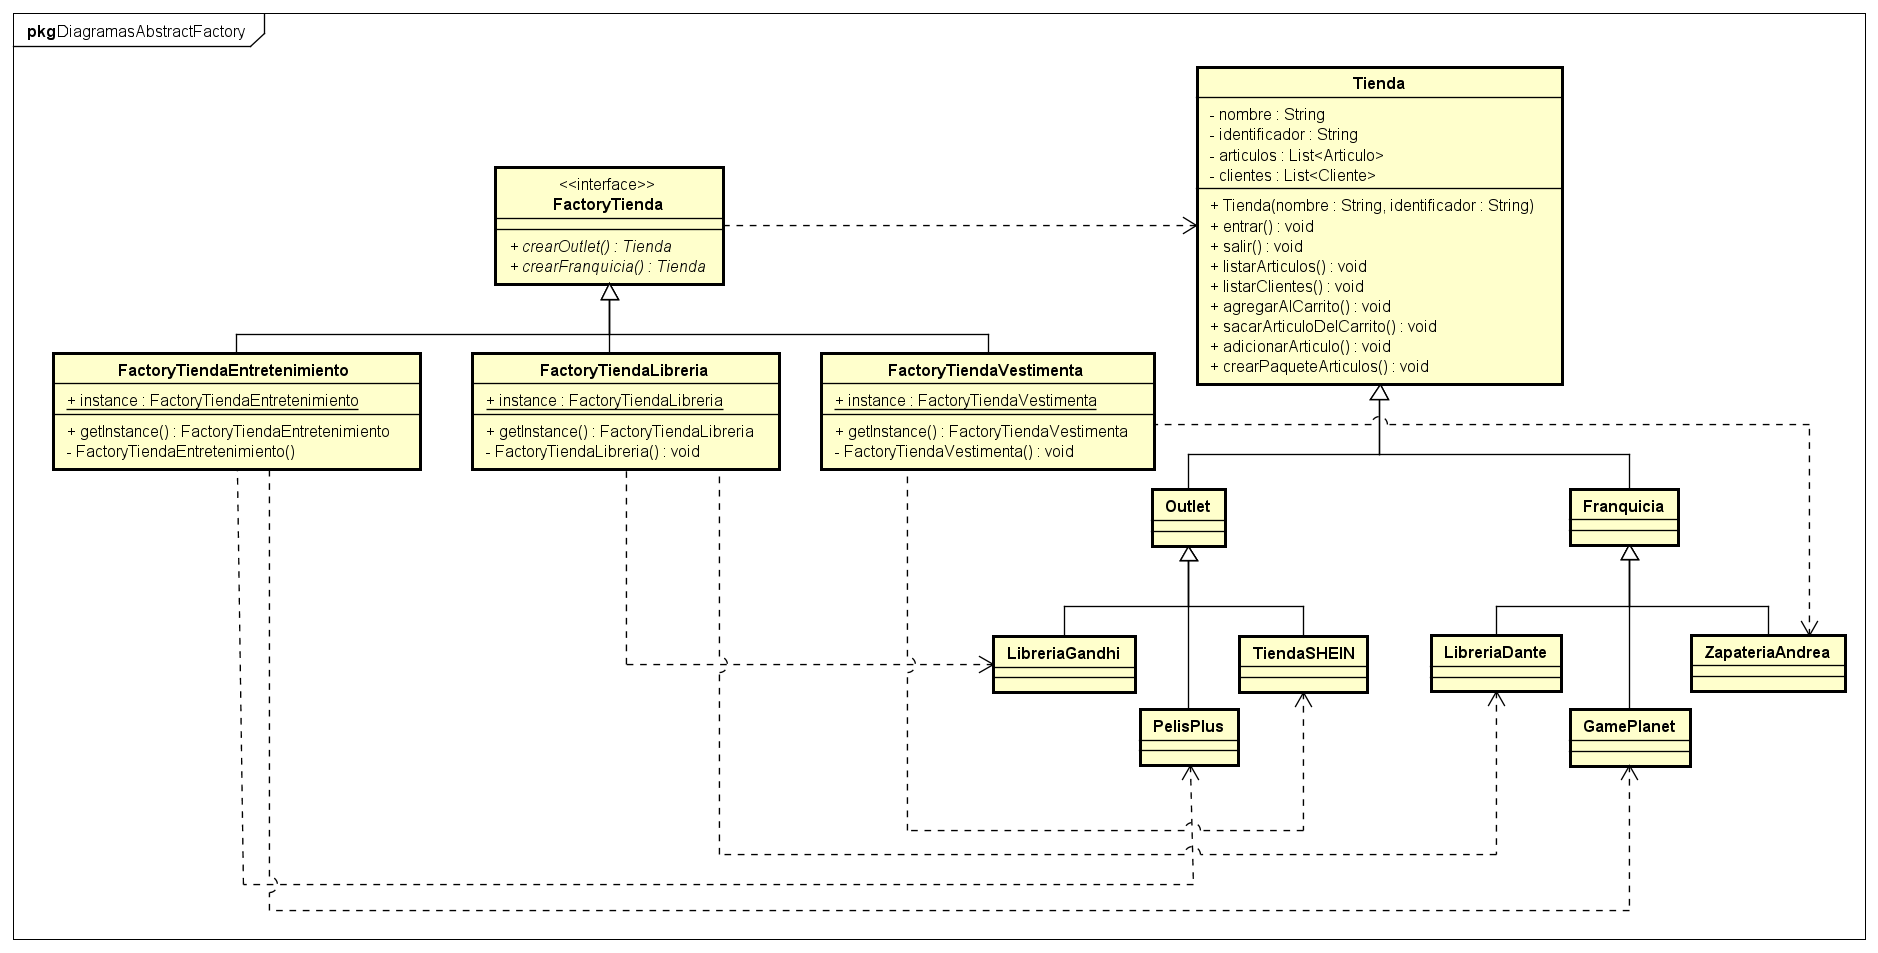 pkg DiagramasAbstractFactory
Tienda
- nombre : String
- identificador : String
- articulos : List<Articulo>
- clientes : List<Cliente>
+ Tienda(nombre : String, identificador : String)
+ entrar() : void
+ salir() : void
+ listarArticulos() : void
+ listarClientes() : void
+ agregarAlCarrito() : void
+ sacarArticuloDelCarrito() : void
+ adicionarArticulo() : void
+ crearPaqueteArticulos() : void
<<interface>>
FactoryTienda
+ crearOutlet() : Tienda
+ crearFranquicia() : Tienda
FactoryTiendaEntretenimiento
+ instance : FactoryTiendaEntretenimiento
+ getInstance() : FactoryTiendaEntretenimiento
- FactoryTiendaEntretenimiento()
FactoryTiendaLibreria
+ instance : FactoryTiendaLibreria
+ getInstance() : FactoryTiendaLibreria
- FactoryTiendaLibreria() : void
FactoryTiendaVestimenta
+ instance : FactoryTiendaVestimenta
+ getInstance() : FactoryTiendaVestimenta
- FactoryTiendaVestimenta() : void
Outlet
Franquicia
LibreriaGandhi
TiendaSHEIN
LibreriaDante
ZapateriaAndrea
PelisPlus
GamePlanet